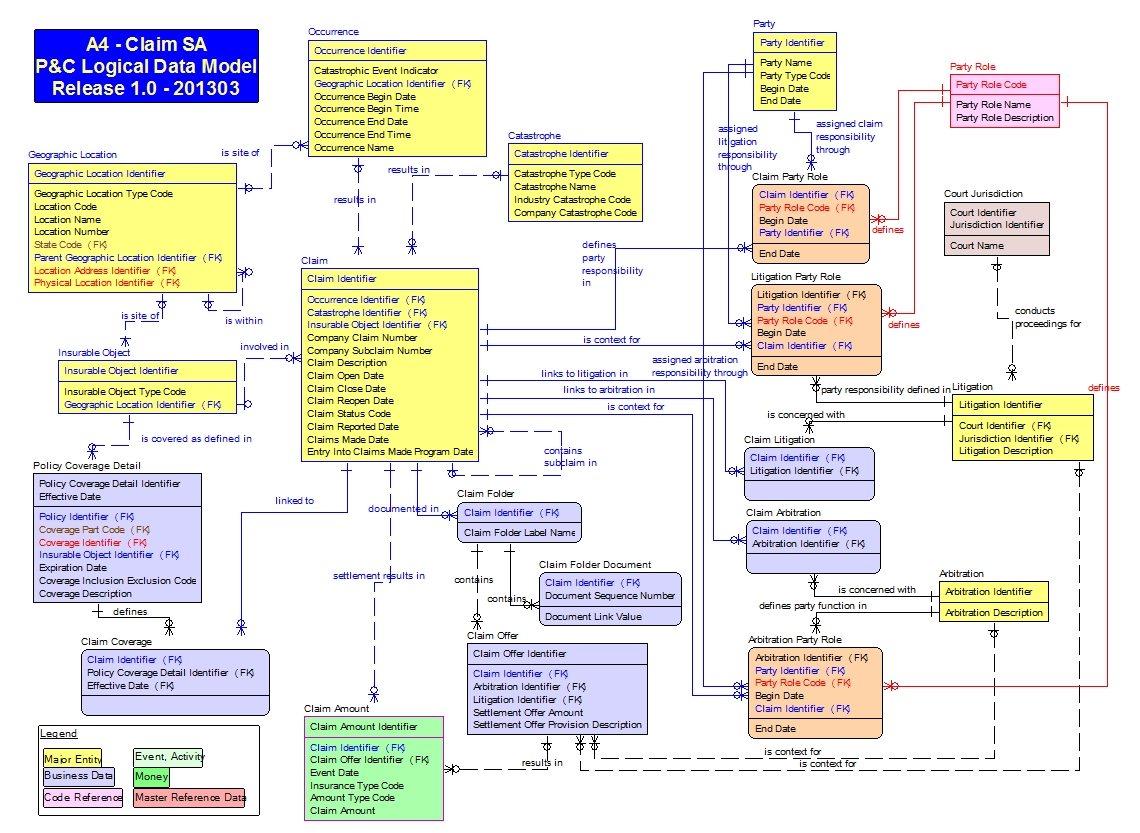 A4 - Claim SA
P&C Logical Data Model
Release 1.0 - 201303
Occurrence
Occurrence Identifier
Catastrophic Event Indicator
Geographic Location Identifier (FK)
Occurrence Begin Date
Occurrence Begin Time
Occurrence End Date
Occurrence End Time
Occurrence Name
Party
Party Identifier
Party Name
Party Type Code
Begin Date
End Date
Party Role
Party Role Code
Party Role Name
Party Role Description
assigned
litigation
responsibility
through
assigned claim
responsibility
through
Catastrophe
Catastrophe Identifier
Catastrophe Type Code
Catastrophe Name
Industry Catastrophe Code
Company Catastrophe Code
is site of
results in
results in
Geographic Location
Geographic Location Identifier
Geographic Location Type Code
Location Code
Location Name
Location Number
State Code (FK)
Parent Geographic Location Identifier (FK)
Location Address Identifier (FK)
Physical Location Identifier (FK)
is site of
is within
Claim Party Role
Claim Identifier (FK)
Party Role Code (FK)
Begin Date
Party Identifier (FK)
End Date
defines
Court Jurisdiction
Court Identifier
Jurisdiction Identifier
Court Name
conducts
proceedings for
Claim
Claim Identifier
Occurrence Identifier (FK)
Catastrophe Identifier (FK)
Insurable Object Identifier (FK)
Company Claim Number
Company Subclaim Number
Claim Description
Claim Open Date
Claim Close Date
Claim Reopen Date
Claim Status Code
Claim Reported Date
Claims Made Date
Entry Into Claims Made Program Date
defines
party
responsibility
in
is context for
assigned arbitration
responsibility through
links to litigation in
links to arbitration in
is context for
contains
subclaim in
Litigation Party Role
Litigation Identifier (FK)
Party Identifier (FK)
Party Role Code (FK)
Begin Date
Claim Identifier (FK)
End Date
defines
party responsibility defined in
is concerned with
Litigation
Litigation Identifier
Court Identifier (FK)
Jurisdiction Identifier (FK)
Litigation Description
defines
Insurable Object
Insurable Object Identifier
Insurable Object Type Code
Geographic Location Identifier (FK)
involved in
is covered as defined in
Claim Litigation
Claim Identifier (FK)
Litigation Identifier (FK)
Policy Coverage Detail
Policy Coverage Detail Identifier
Effective Date
Policy Identifier (FK)
Coverage Part Code (FK)
Coverage Identifier (FK)
Insurable Object Identifier (FK)
Expiration Date
Coverage Inclusion Exclusion Code
Coverage Description
defines
linked to
documented in
settlement results in
Claim Folder
Claim Identifier (FK)
Claim Folder Label Name
contains
contains
Claim Folder Document
Claim Identifier (FK)
Document Sequence Number
Document Link Value
Claim Arbitration
Claim Identifier (FK)
Arbitration Identifier (FK)
is concerned with
defines party function in
Arbitration
Arbitration Identifier
Arbitration Description
Claim Coverage
Claim Identifier (FK)
Policy Coverage Detail Identifier (FK)
Effective Date (FK)
Claim Offer
Claim Offer Identifier
Claim Identifier (FK)
Arbitration Identifier (FK)
Litigation Identifier (FK)
Settlement Offer Amount
Settlement Offer Provision Description
results in
Arbitration Party Role
Arbitration Identifier (FK)
Party Identifier (FK)
Party Role Code (FK)
Begin Date
Claim Identifier (FK)
End Date
is context for
is context for
Claim Amount
Claim Amount Identifier
Claim Identifier (FK)
Claim Offer Identifier (FK)
Event Date
Insurance Type Code
Amount Type Code
Claim Amount
Legend
Major Entity
Event, Activity
Business Data
Money
Code Reference
Master Reference Data